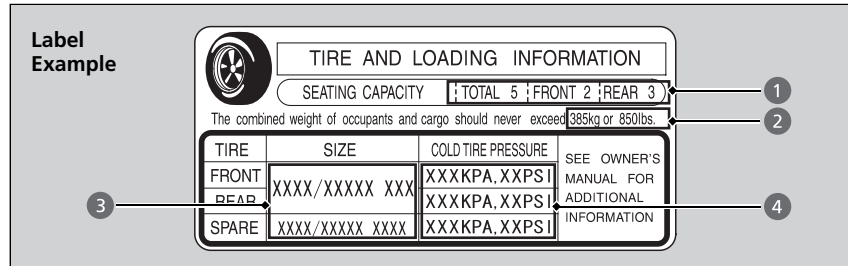 Label
Example
TIRE AND LOADING INFORMATION
SEATING CAPACITY TOTAL 5 FRONT 2 REAR 3
1
The combined weight of occupants and cargo should never exceed 385kg or 850lbs.
2
TIRE SIZE COLD TIRE PRESSURE
SEE OWNER'S
MANUAL FOR
ADDITIONAL
INFORMATION
FRONT XXXX/XXXXX XXX XXXKPA,XXPSI
REAR XXXKPA,XXPSI
SPARE XXXX/XXXXX XXXX XXXKPA,XXPSI
3
4